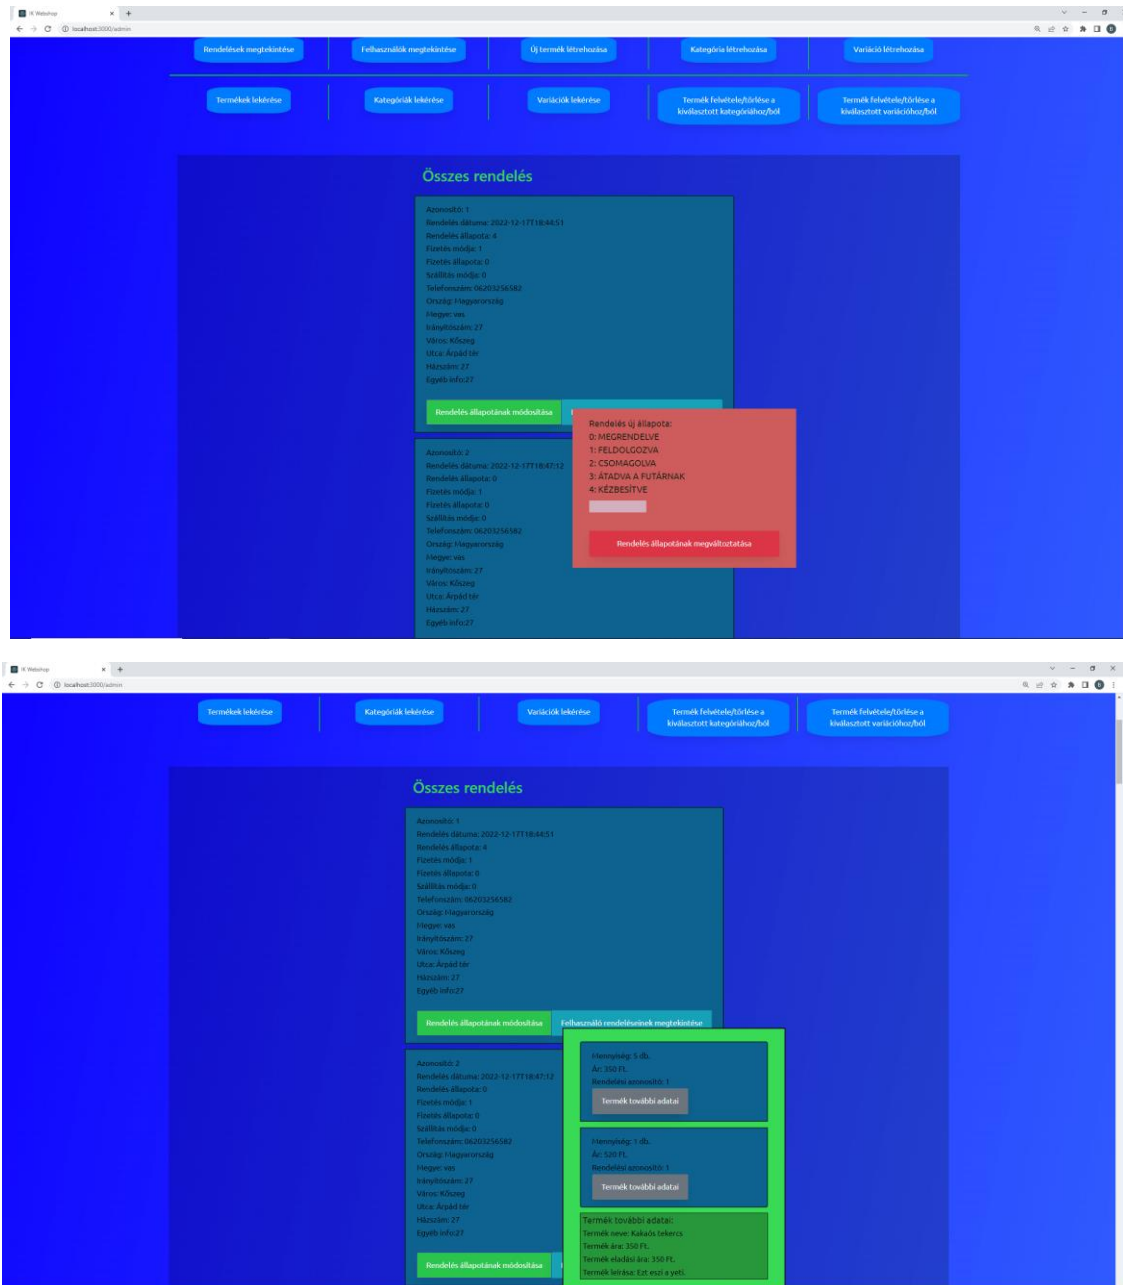 IK Webshop
localhost:3000/admin
Rendelések megtekintése
Felhasználók megtekintése
Új termék létrehozása
Kategória létrehozása
Variáció létrehozása
Termékek lekérése
Kategóriák lekérése
Variációk lekérése
Termék felvétele/törlése a
kiválasztott kategóriához/ból
Termék felvétele/törlése a
kiválasztott variációhoz/ból
Összes rendelés
Azonosító: 1
Rendelés dátuma: 2022-12-17T18:44:51
Rendelés állapota: 4
Fizetés módja: 1
Fizetés állapota: 0
Szállítás módja: 0
Telefonszám: 06203256582
Ország: Magyarország
Megye: vas
Irányítószám: 27
Város: Kőszeg
Utca: Árpád tér
Házszám: 27
Egyéb info:27
Rendelés állapotának módosítása
Azonosító: 2
Rendelés dátuma: 2022-12-17T18:47:12
Rendelés állapota: 0
Fizetés módja: 1
Fizetés állapota: 0
Szállítás módja: 0
Telefonszám: 06203256582
Ország: Magyarország
Megye: vas
Irányítószám: 27
Város: Kőszeg
Utca: Árpád tér
Házszám: 27
Egyéb info:27
Rendelés új állapota:
0: MEGRENDELVE
1: FELDOLGOZVA
2: CSOMAGOLVA
3: ÁTADVA A FUTÁRNAK
4: KÉZBESÍTVE
Rendelés állapotának megváltoztatása
IK Webshop
localhost:3000/admin
Termékek lekérése
Kategóriák lekérése
Variációk lekérése
Termék felvétele/törlése a
kiválasztott kategóriához/ból
Termék felvétele/törlése a
kiválasztott variációhoz/ból
Összes rendelés
Azonosító: 1
Rendelés dátuma: 2022-12-17T18:44:51
Rendelés állapota: 4
Fizetés módja: 1
Fizetés állapota: 0
Szállítás módja: 0
Telefonszám: 06203256582
Ország: Magyarország
Megye: vas
Irányítószám: 27
Város: Kőszeg
Utca: Árpád tér
Házszám: 27
Egyéb info:27
Rendelés állapotának módosítása
Felhasználó rendeléseinek megtekintése
Azonosító: 2
Rendelés dátuma: 2022-12-17T18:47:12
Rendelés állapota: 0
Fizetés módja: 1
Fizetés állapota: 0
Szállítás módja: 0
Telefonszám: 06203256582
Ország: Magyarország
Megye: vas
Irányítószám: 27
Város: Kőszeg
Utca: Árpád tér
Házszám: 27
Egyéb info:27
Rendelés állapotának módosítása
Mennyiség: 5 db.
Ár: 350 Ft.
Rendelési azonosító: 1
Termék további adatai
Mennyiség: 1 db.
Ár: 520 Ft.
Rendelési azonosító: 1
Termék további adatai
Termék további adatai:
Termék neve: Kakaós tekercs
Termék ára: 350 Ft.
Termék eladási ára: 350 Ft.
Termék leírása: Ezt eszi a yeti.